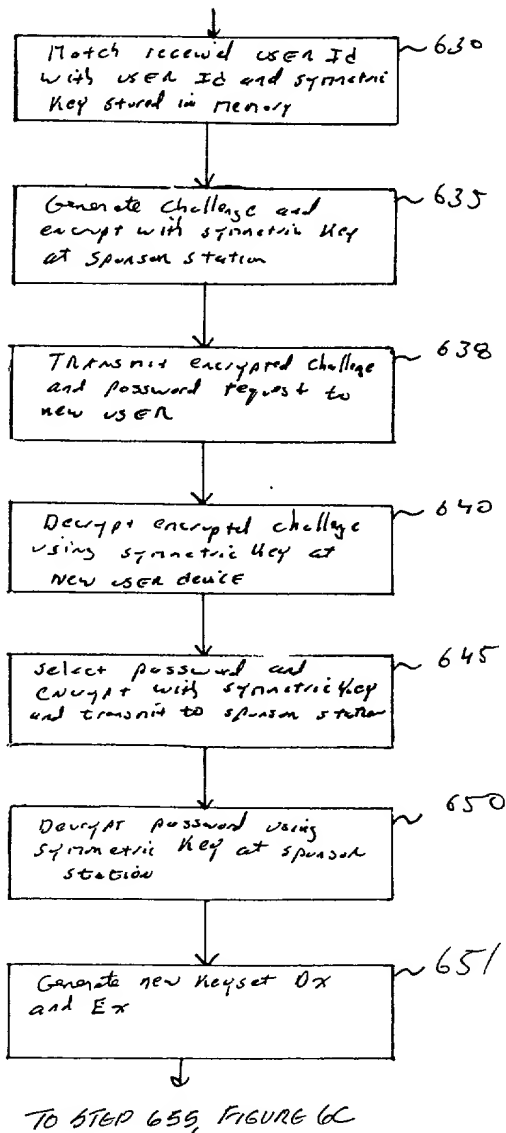 Match received USER Id
with USER Id and symmetric
Key stored in memory
630
Generate challenge and
encrypt with symmetric Key
at sponsor station
635
TRANSMIT encrypted challenge
and password request to
new USER
638
Decrypt encrypted challenge
using symmetric Key at
new USER device
640
Select password and
encrypt with symmetric Key
and transmit to sponsor station
645
Decrypt password using
symmetric Key at sponsor
station
650
Generate new Keyset Dx
and Ex
651
TO STEP 655, FIGURE 6C